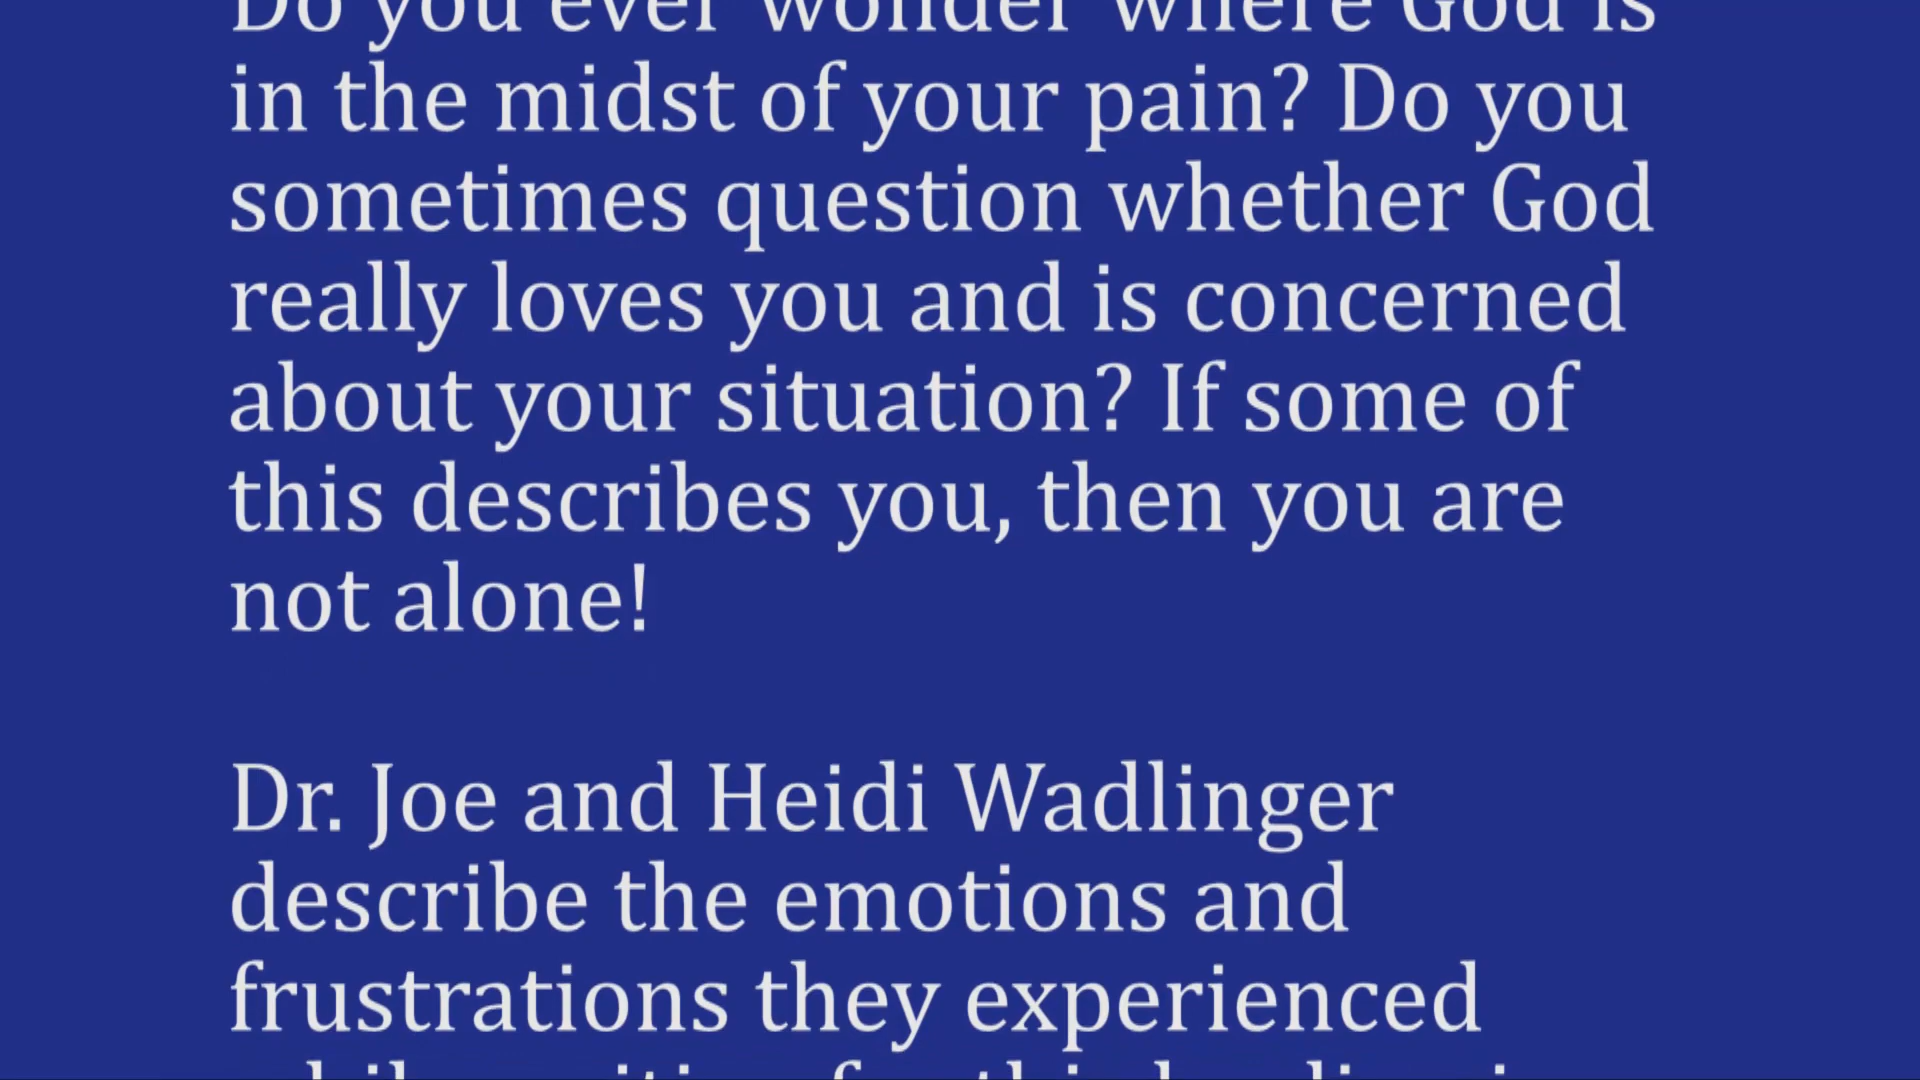 Do you ever wonder where God is
in the midst of your pain? Do you
sometimes question whether God
really loves you and is concerned
about your situation? If some of
this describes you, then you are
not alone!
Dr. Joe and Heidi Wadlinger
describe the emotions and
frustrations they experienced